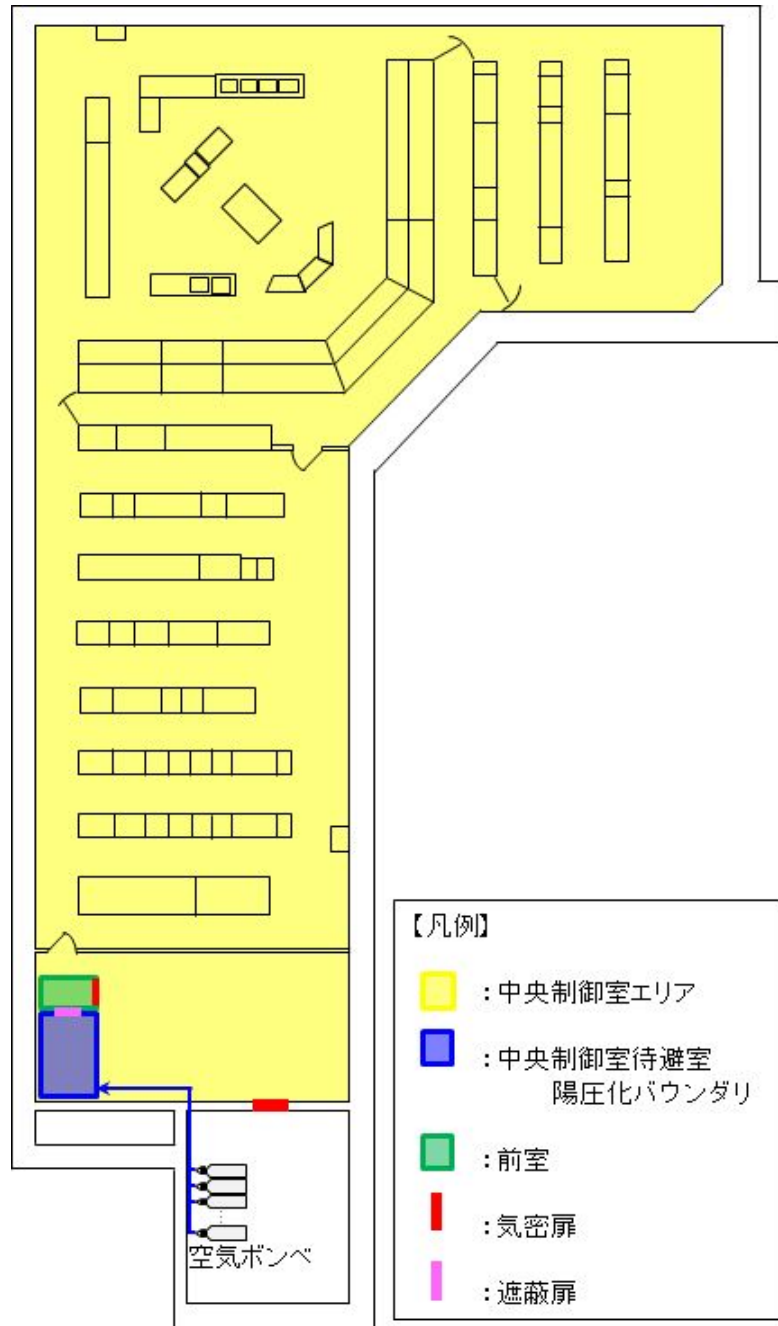 【凡例】
：中央制御室エリア
：中央制御室待避室
陽圧化バウンダリ
：前室
：気密扉
：遮蔽扉
空気ボンベ